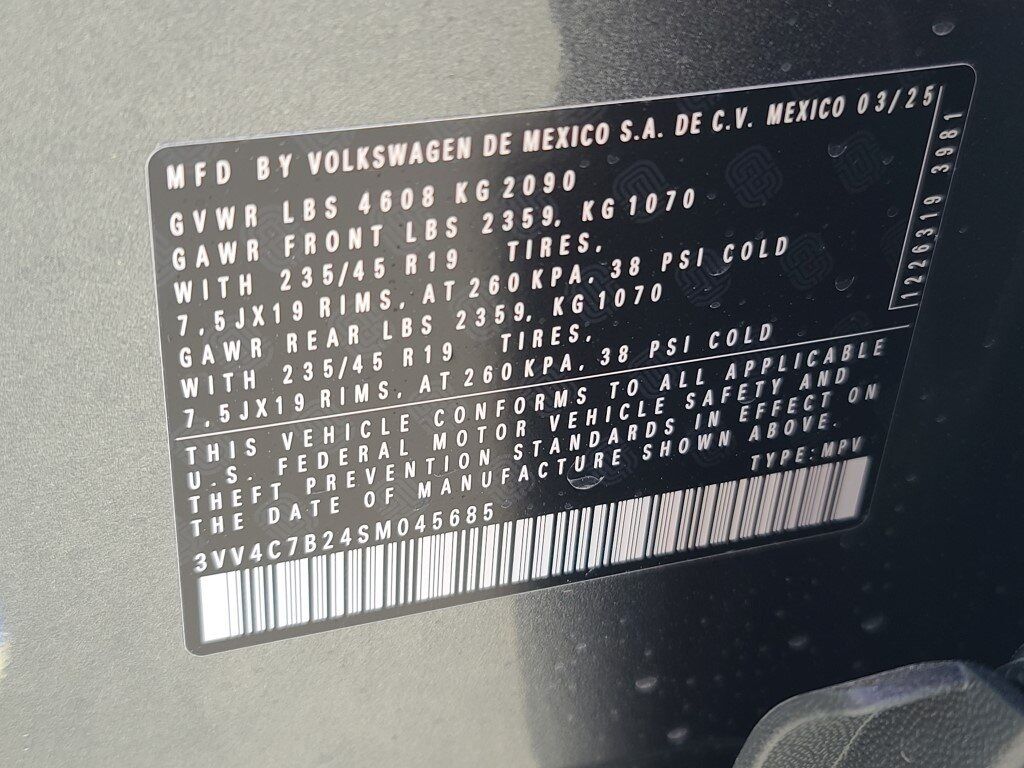 MFD BY VOLKSWAGEN DE MEXICO S.A. DE C.V. MEXICO 03/25
GVWR LBS 4608 KG 2090
GAWR FRONT LBS 2359, KG 1070
WITH 235/45 R19 TIRES,
7,5JX19 RIMS, AT 260 KPA, 38 PSI COLD
GAWR REAR LBS 2359, KG 1070
WITH 235/45 R19 TIRES,
7,5JX19 RIMS, AT 260 KPA, 38 PSI COLD
THIS VEHICLE CONFORMS TO ALL APPLICABLE
U.S. FEDERAL MOTOR VEHICLE SAFETY AND
THEFT PREVENTION STANDARDS IN EFFECT ON
THE DATE OF MANUFACTURE SHOWN ABOVE.
TYPE: MPV
3VV4C7B24SM045685
1226319 3981